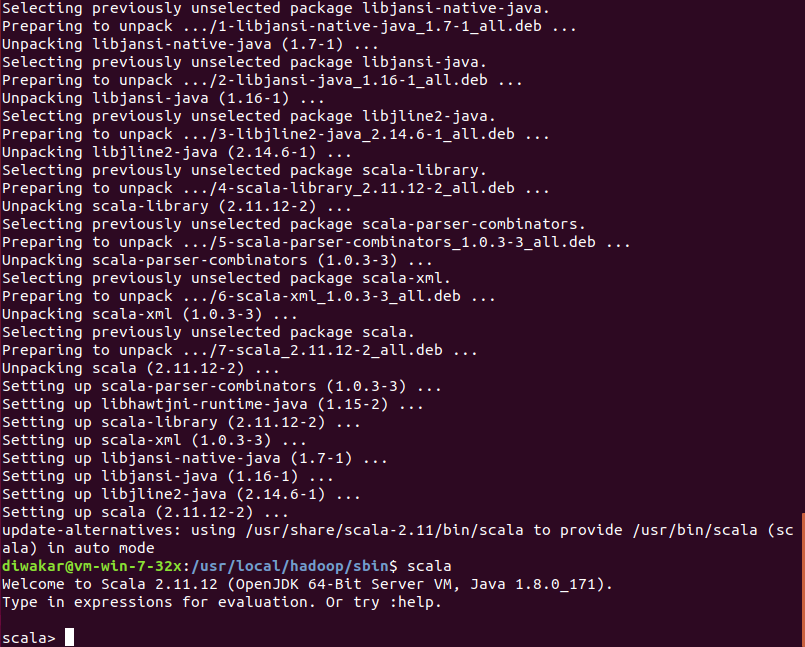 Selecting previously unselected package libjansi-native-java.
Preparing to unpack .../1-libjansi-native-java_1.7-1_all.deb ...
Unpacking libjansi-native-java (1.7-1) ...
Selecting previously unselected package libjansi-java.
Preparing to unpack .../2-libjansi-java_1.16-1_all.deb ...
Unpacking libjansi-java (1.16-1) ...
Selecting previously unselected package libjline2-java.
Preparing to unpack .../3-libjline2-java_2.14.6-1_all.deb ...
Unpacking libjline2-java (2.14.6-1) ...
Selecting previously unselected package scala-library.
Preparing to unpack .../4-scala-library_2.11.12-2_all.deb ...
Unpacking scala-library (2.11.12-2) ...
Selecting previously unselected package scala-parser-combinators.
Preparing to unpack .../5-scala-parser-combinators_1.0.3-3_all.deb ...
Unpacking scala-parser-combinators (1.0.3-3) ...
Selecting previously unselected package scala-xml.
Preparing to unpack .../6-scala-xml_1.0.3-3_all.deb ...
Unpacking scala-xml (1.0.3-3) ...
Selecting previously unselected package scala.
Preparing to unpack .../7-scala_2.11.12-2_all.deb ...
Unpacking scala (2.11.12-2) ...
Setting up scala-parser-combinators (1.0.3-3) ...
Setting up libhawtjni-runtime-java (1.15-2) ...
Setting up scala-library (2.11.12-2) ...
Setting up scala-xml (1.0.3-3) ...
Setting up libjansi-native-java (1.7-1) ...
Setting up libjansi-java (1.16-1) ...
Setting up libjline2-java (2.14.6-1) ...
Setting up scala (2.11.12-2) ...
update-alternatives: using /usr/share/scala-2.11/bin/scala to provide /usr/bin/scala (sc
ala) in auto mode
diwakar@vm-win-7-32x:/usr/local/hadoop/sbin$ scala
Welcome to Scala 2.11.12 (OpenJDK 64-Bit Server VM, Java 1.8.0_171).
Type in expressions for evaluation. Or try :help.
scala>